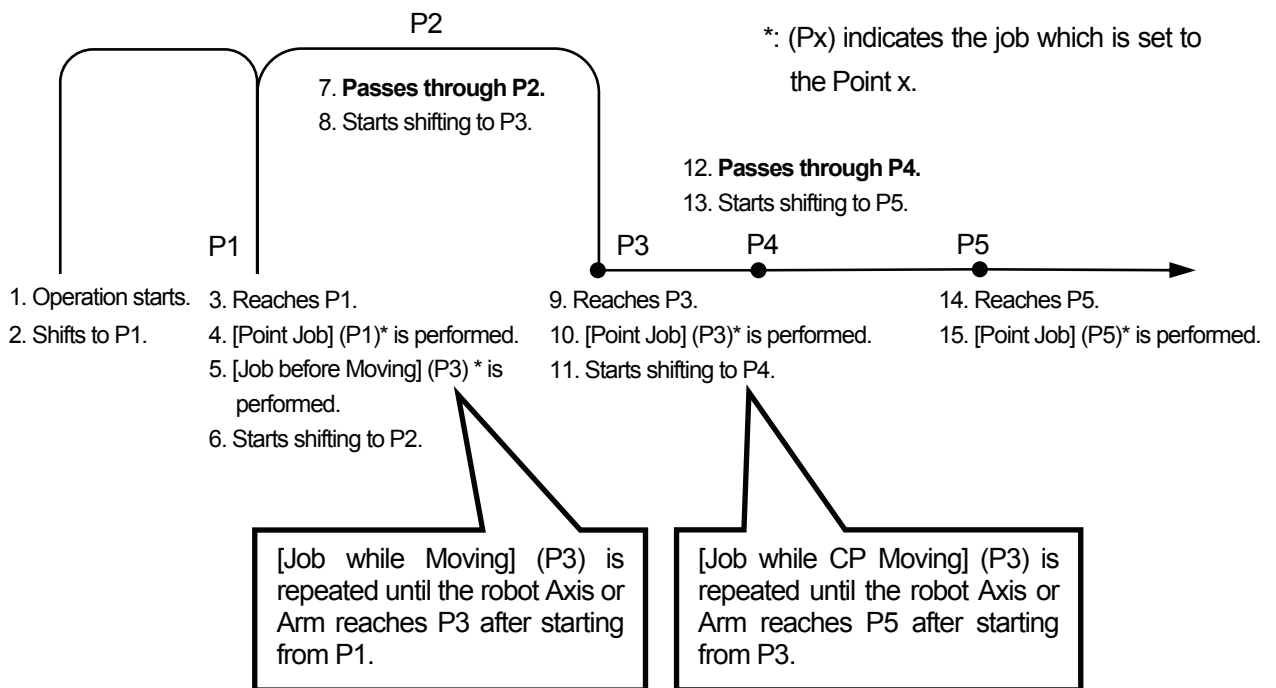 P2
*: (Px) indicates the job which is set to
the Point x.
7. Passes through P2.
8. Starts shifting to P3.
12. Passes through P4.
13. Starts shifting to P5.
P1
P3
P4
P5
1. Operation starts.
2. Shifts to P1.
3. Reaches P1.
4. [Point Job] (P1)* is performed.
5. [Job before Moving] (P3) * is
performed.
6. Starts shifting to P2.
9. Reaches P3.
10. [Point Job] (P3)* is performed.
11. Starts shifting to P4.
14. Reaches P5.
15. [Point Job] (P5)* is performed.
[Job while Moving] (P3) is
repeated until the robot Axis or
Arm reaches P3 after starting
from P1.
[Job while CP Moving] (P3) is
repeated until the robot Axis or
Arm reaches P5 after starting
from P3.